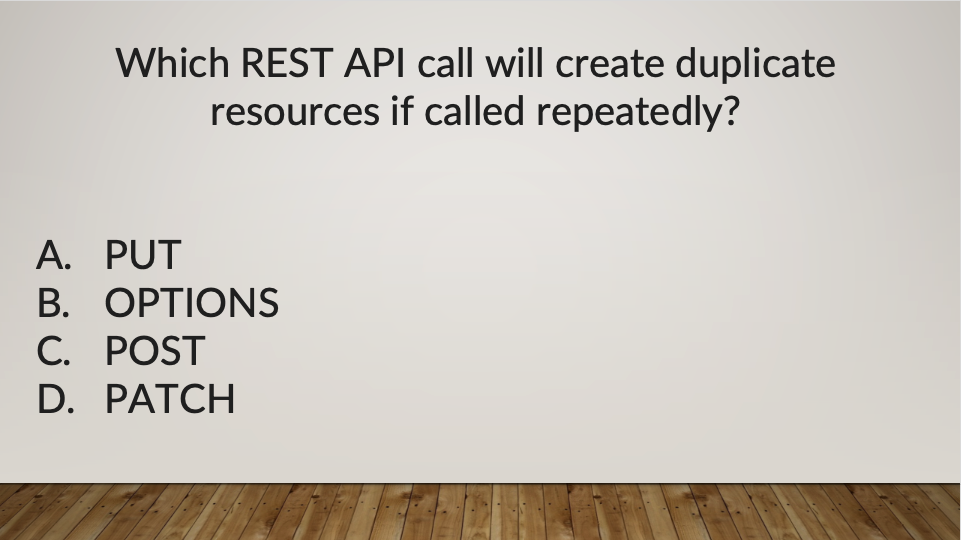 Which REST API call will create duplicate
resources if called repeatedly?
A. PUT
B. OPTIONS
C. POST
D. PATCH